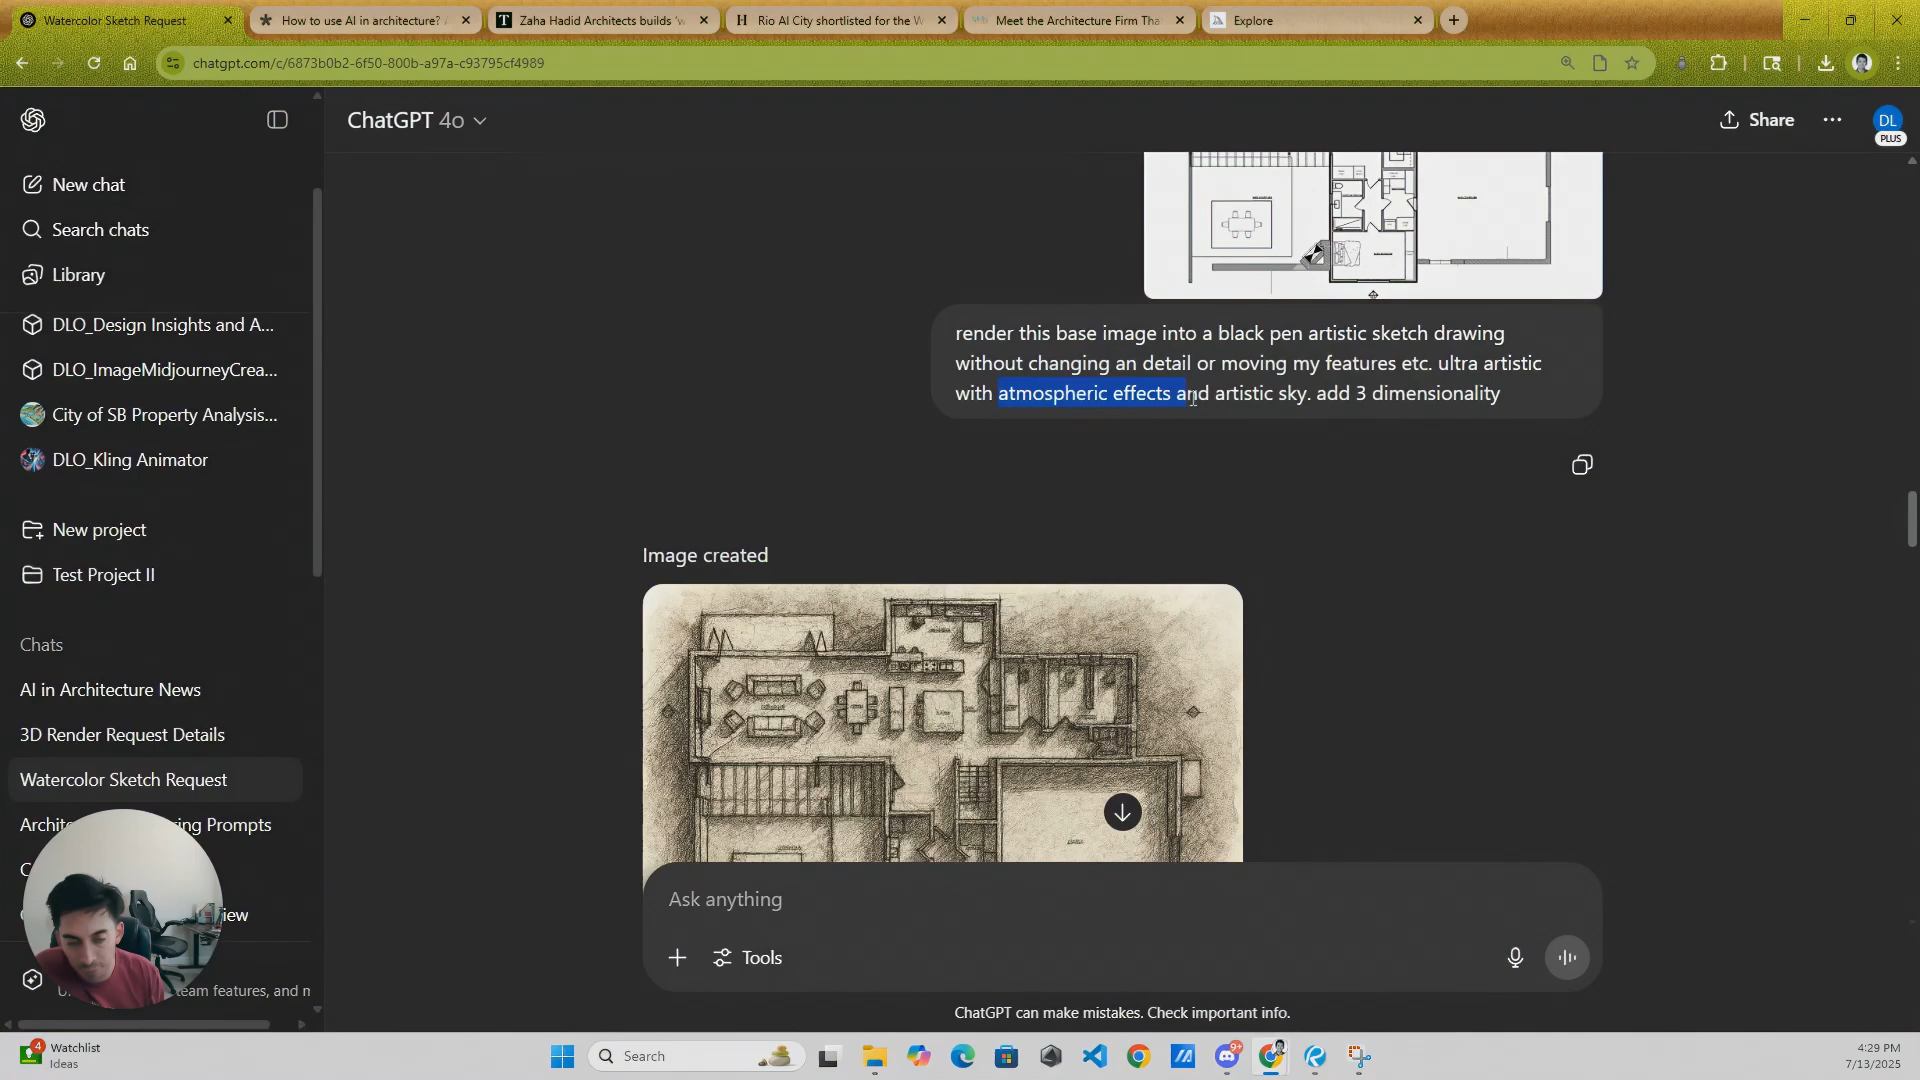 Watercolor Sketch Request
How to use AI in architecture?
Zaha Hadid Architects builds
Rio AI City shortlisted for the
Meet the Architecture Firm Tha
Explore
chatgpt.com/c/6873b0b2-6f50-800b-a97a-c93795cf4989
ChatGPT 4o
Share
DL
PLUS
New chat
Search chats
Library
DLO_Design Insights and A...
DLO_ImageMidjourneyCrea...
City of SB Property Analysis...
DLO_Kling Animator
New project
Test Project II
Chats
AI in Architecture News
3D Render Request Details
Watercolor Sketch Request
render this base image into a black pen artistic sketch drawing
without changing an detail or moving my features etc. ultra artistic
with atmospheric effects and artistic sky. add 3 dimensionality
Image created
Ask anything
Tools
ChatGPT can make mistakes. Check important info.
4
Watchlist
Ideas
Search
9+
4:29 PM
7/13/2025